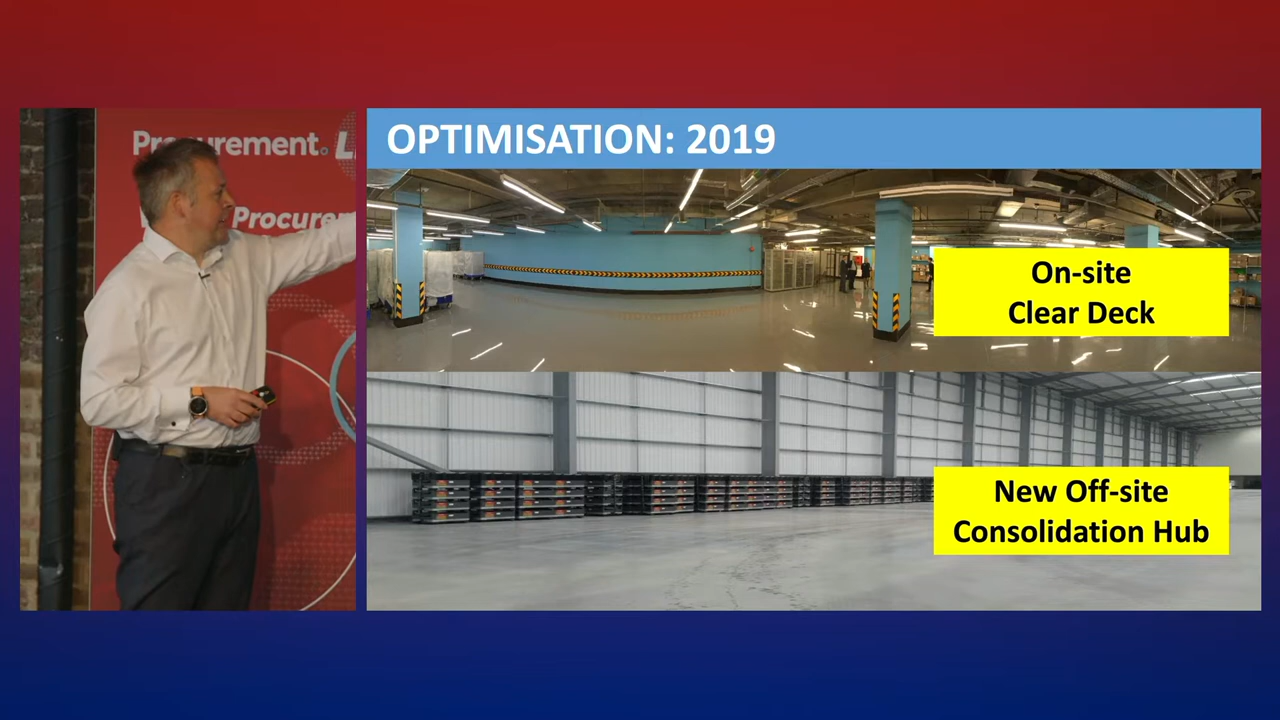 Procurement.
Procurem
OPTIMISATION: 2019
On-site
Clear Deck
New Off-site
Consolidation Hub